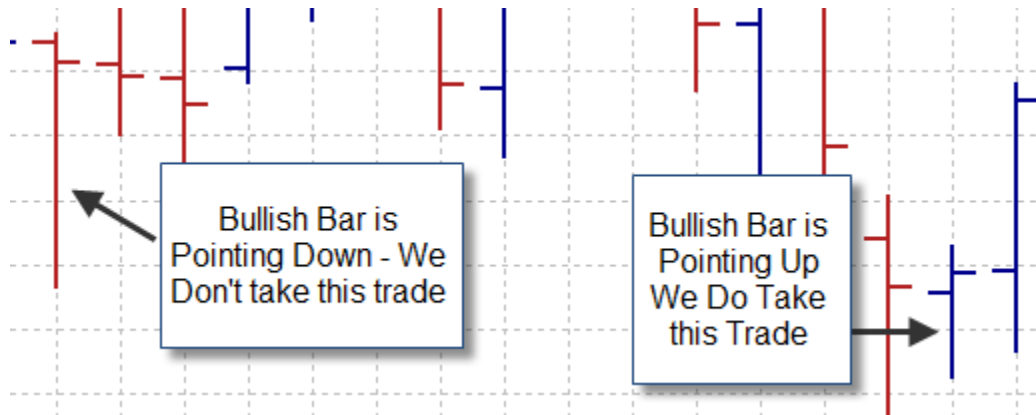 Bullish Bar is
Pointing Down - We
Don't take this trade
Bullish Bar is
Pointing Up
We Do Take
this Trade